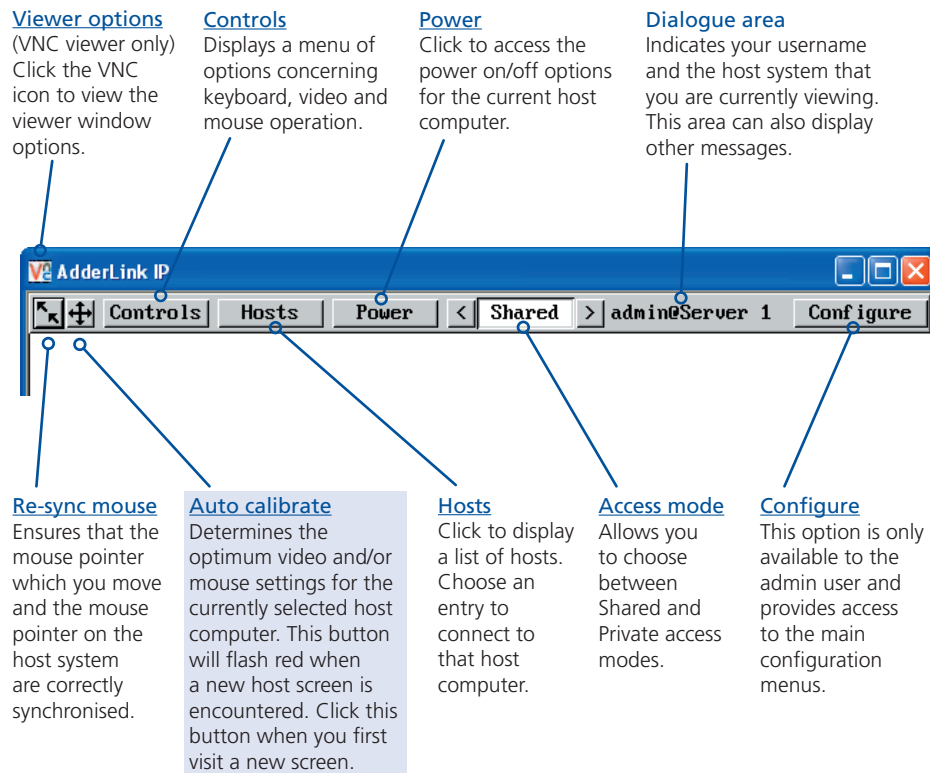 Viewer options
(VNC viewer only)
Click the VNC
icon to view the
viewer window
options.
Controls
Displays a menu of
options concerning
keyboard, video and
mouse operation.
Power
Click to access the
power on/off options
for the current host
computer.
Dialogue area
Indicates your username
and the host system that
you are currently viewing.
This area can also display
other messages.
AdderLink IP
Controls Hosts Power < Shared > admin@Server 1 Configure
Re-sync mouse
Ensures that the
mouse pointer
which you move
and the mouse
pointer on the
host system
are correctly
synchronised.
Auto calibrate
Determines the
optimum video and/or
mouse settings for the
currently selected host
computer. This button
will flash red when
a new host screen is
encountered. Click this
button when you first
visit a new screen.
Hosts
Click to display
a list of hosts.
Choose an
entry to
connect to
that host
computer.
Access mode
Allows you
to choose
between
Shared and
Private access
modes.
Configure
This option is only
available to the
admin user and
provides access
to the main
configuration
menus.